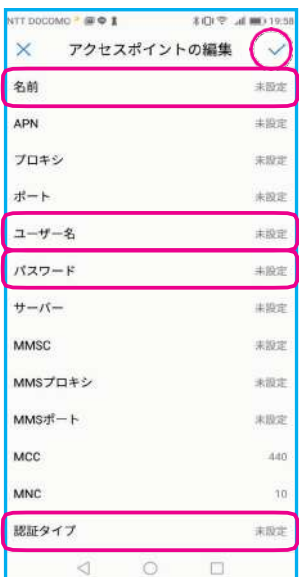 NTT DOCOMO 19:58
アクセスポイントの編集
名前 未設定
APN 未設定
プロキシ 未設定
ポート 未設定
ユーザー名 未設定
パスワード 未設定
サーバー 未設定
MMSC 未設定
MMSプロキシ 未設定
MMSポート 未設定
MCC 440
MNC 10
認証タイプ 未設定